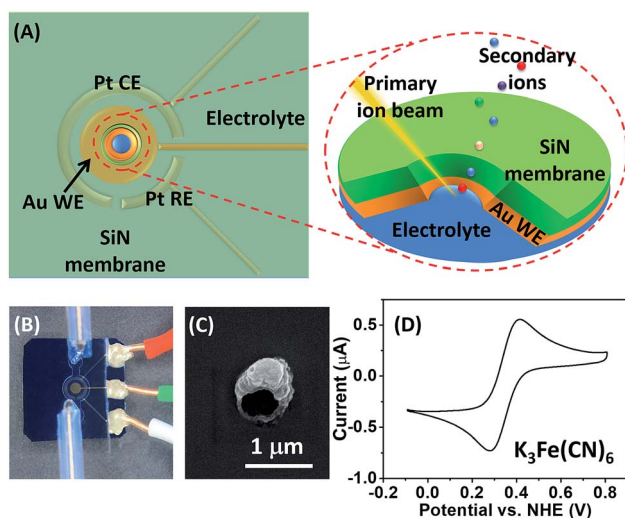 (A)
Pt CE
Electrolyte
Au WE
Pt RE
SiN
membrane
Secondary
ions
Primary
ion beam
SiN
membrane
Au WE
Electrolyte
(B)
(C)
1 μm
(D)
Current (μA)
0.5
0.0
-0.5
-1.0
K3Fe(CN)6
-0.2 0.0 0.2 0.4 0.6 0.8
Potential vs. NHE (V)